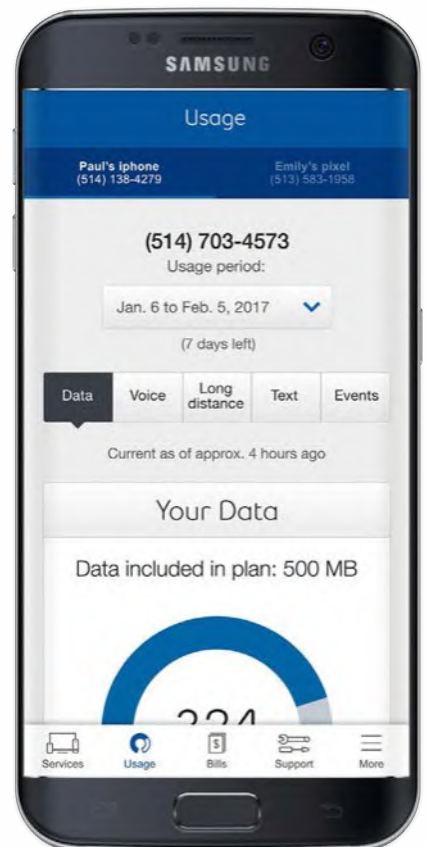 SAMSUNG
Usage
Paul's iphone
(514) 138-4279
Emily's pixel
(513) 583-1958
(514) 703-4573
Usage period:
Jan. 6 to Feb. 5, 2017
(7 days left)
Data
Voice
Long
distance
Text
Events
Current as of approx. 4 hours ago
Your Data
Data included in plan: 500 MB
Services
Usage
Bills
Support
More